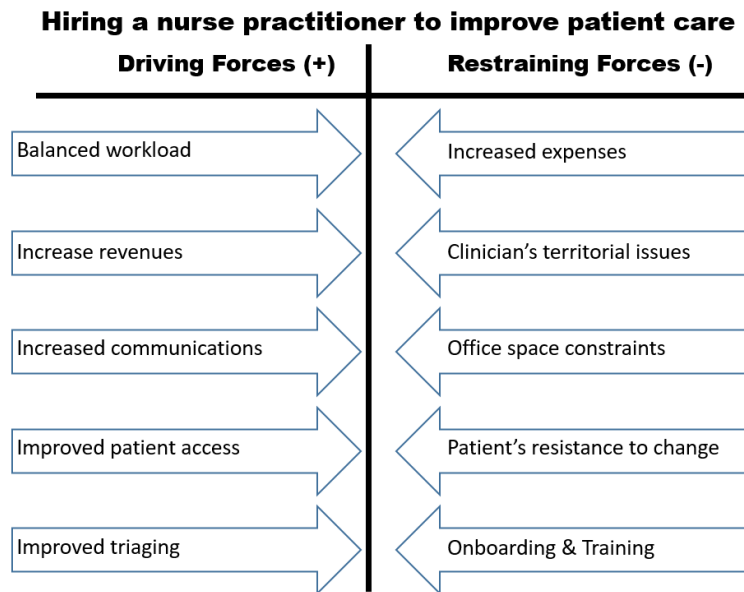 Hiring a nurse practitioner to improve patient care
Driving Forces (+)
Restraining Forces (-)
Balanced workload
Increased expenses
Increase revenues
Clinician’s territorial issues
Increased communications
Office space constraints
Improved patient access
Patient’s resistance to change
Improved triaging
Onboarding & Training